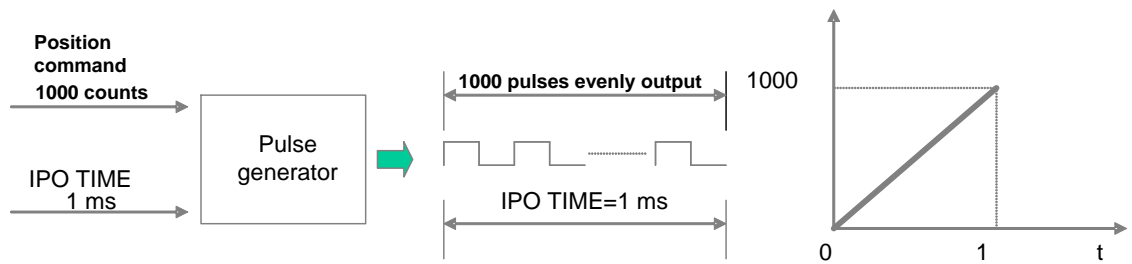 Position
command
1000 counts
IPO TIME
1 ms
Pulse
generator
1000 pulses evenly output
IPO TIME=1 ms
1000
0
1
t